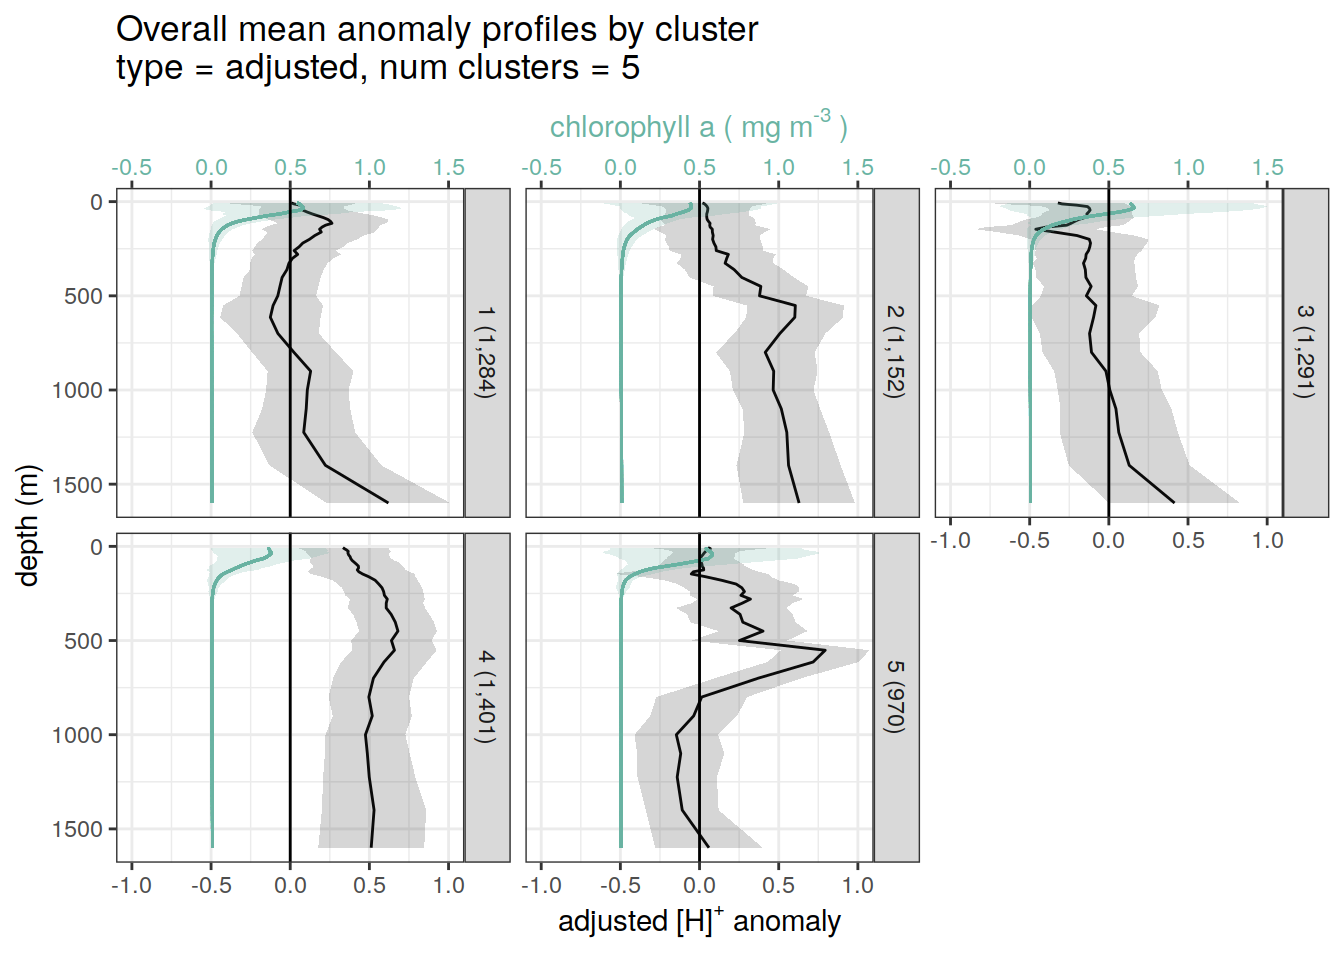 Overall mean anomaly profiles by cluster
type = adjusted, num clusters = 5
chlorophyll a ( mg m-3 )
-0.5 0.0 0.5 1.0 1.5 -0.5 0.0 0.5 1.0 1.5 -0.5 0.0 0.5 1.0 1.5
0
500
1000
1500
1 (1,284)
2 (1,152)
3 (1,291)
-1.0 -0.5 0.0 0.5 1.0
depth (m)
0
500
1000
1500
4 (1,401)
5 (970)
-1.0 -0.5 0.0 0.5 1.0 -1.0 -0.5 0.0 0.5 1.0
adjusted [H]+ anomaly